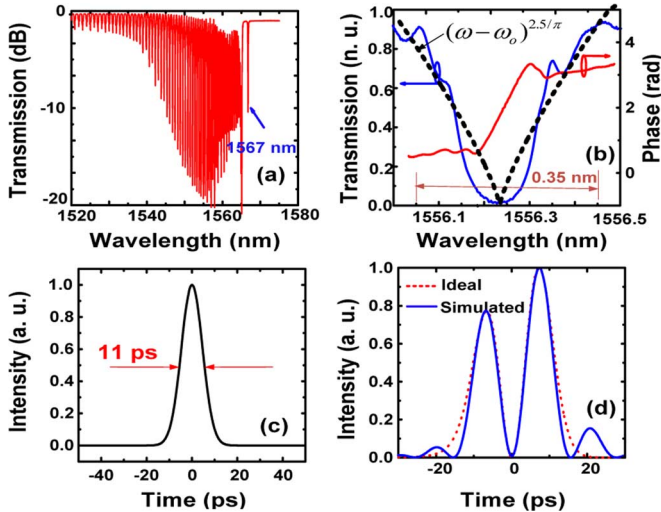 Transmission (dB)
0
-10
-20
1567 nm
(a)
1520 1540 1560 1580
Wavelength (nm)
Transmission (n. u.)
1.0
0.8
0.6
0.4
0.2
0.0
(ω − ω₀)^2.5/π
(b)
0.35 nm
4
2
0
Phase (rad)
1556.1 1556.3 1556.5
Wavelength (nm)
Intensity (a. u.)
1.0
0.8
0.6
0.4
0.2
0.0
11 ps
(c)
-40 -20 0 20 40
Time (ps)
Intensity (a. u.)
1.0
0.8
0.6
0.4
0.2
0.0
Ideal
Simulated
(d)
-20 0 20
Time (ps)